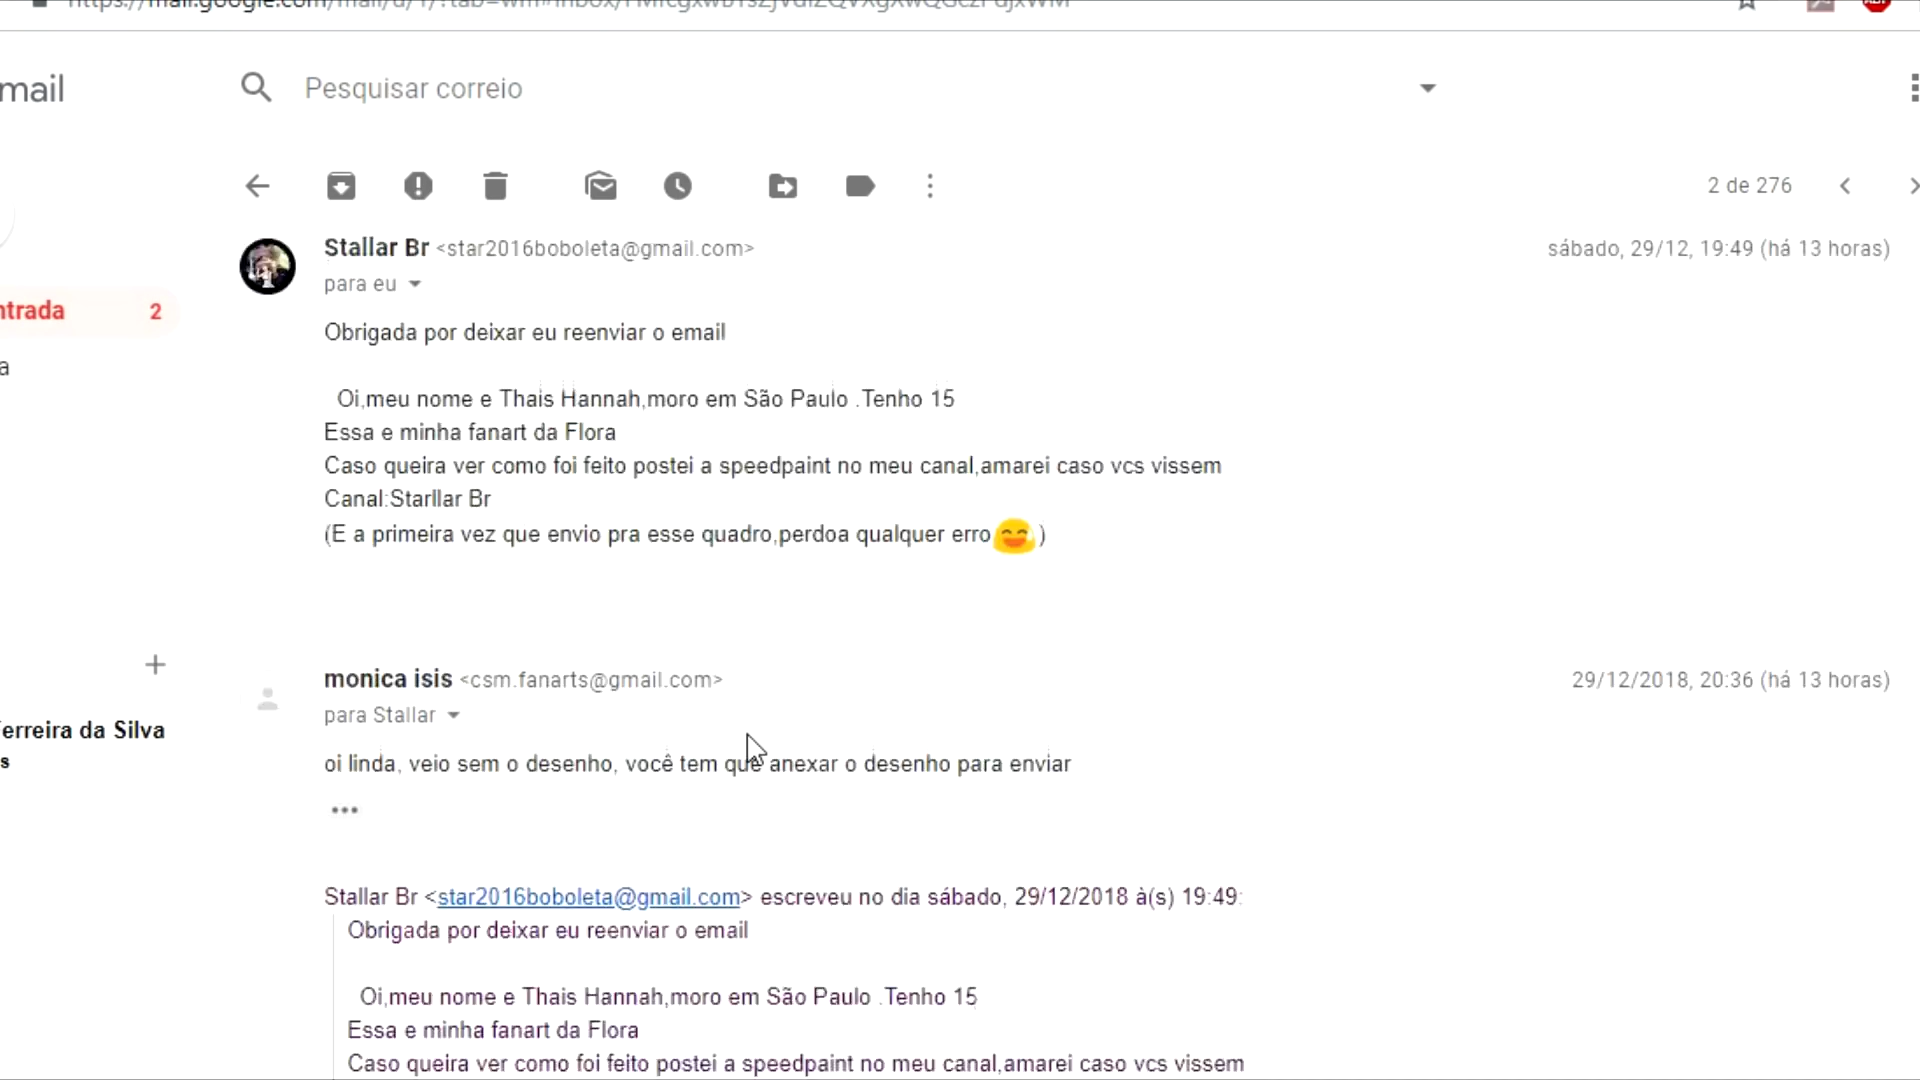 mail
Pesquisar correio
2 de 276
Stallar Br <star2016boboleta@gmail.com>
sábado, 29/12, 19:49 (há 13 horas)
para eu
ntrada 2
a
Obrigada por deixar eu reenviar o email
Oi,meu nome e Thais Hannah,moro em São Paulo .Tenho 15
Essa e minha fanart da Flora
Caso queira ver como foi feito postei a speedpaint no meu canal,amarei caso vcs vissem
Canal:Starllar Br
(E a primeira vez que envio pra esse quadro,perdoa qualquer erro😄)
monica isis <csm.fanarts@gmail.com>
29/12/2018, 20:36 (há 13 horas)
para Stallar
erreira da Silva
s
oi linda, veio sem o desenho, você tem que anexar o desenho para enviar
Stallar Br <star2016boboleta@gmail.com> escreveu no dia sábado, 29/12/2018 à(s) 19:49:
Obrigada por deixar eu reenviar o email
Oi,meu nome e Thais Hannah,moro em São Paulo .Tenho 15
Essa e minha fanart da Flora
Caso queira ver como foi feito postei a speedpaint no meu canal,amarei caso vcs vissem